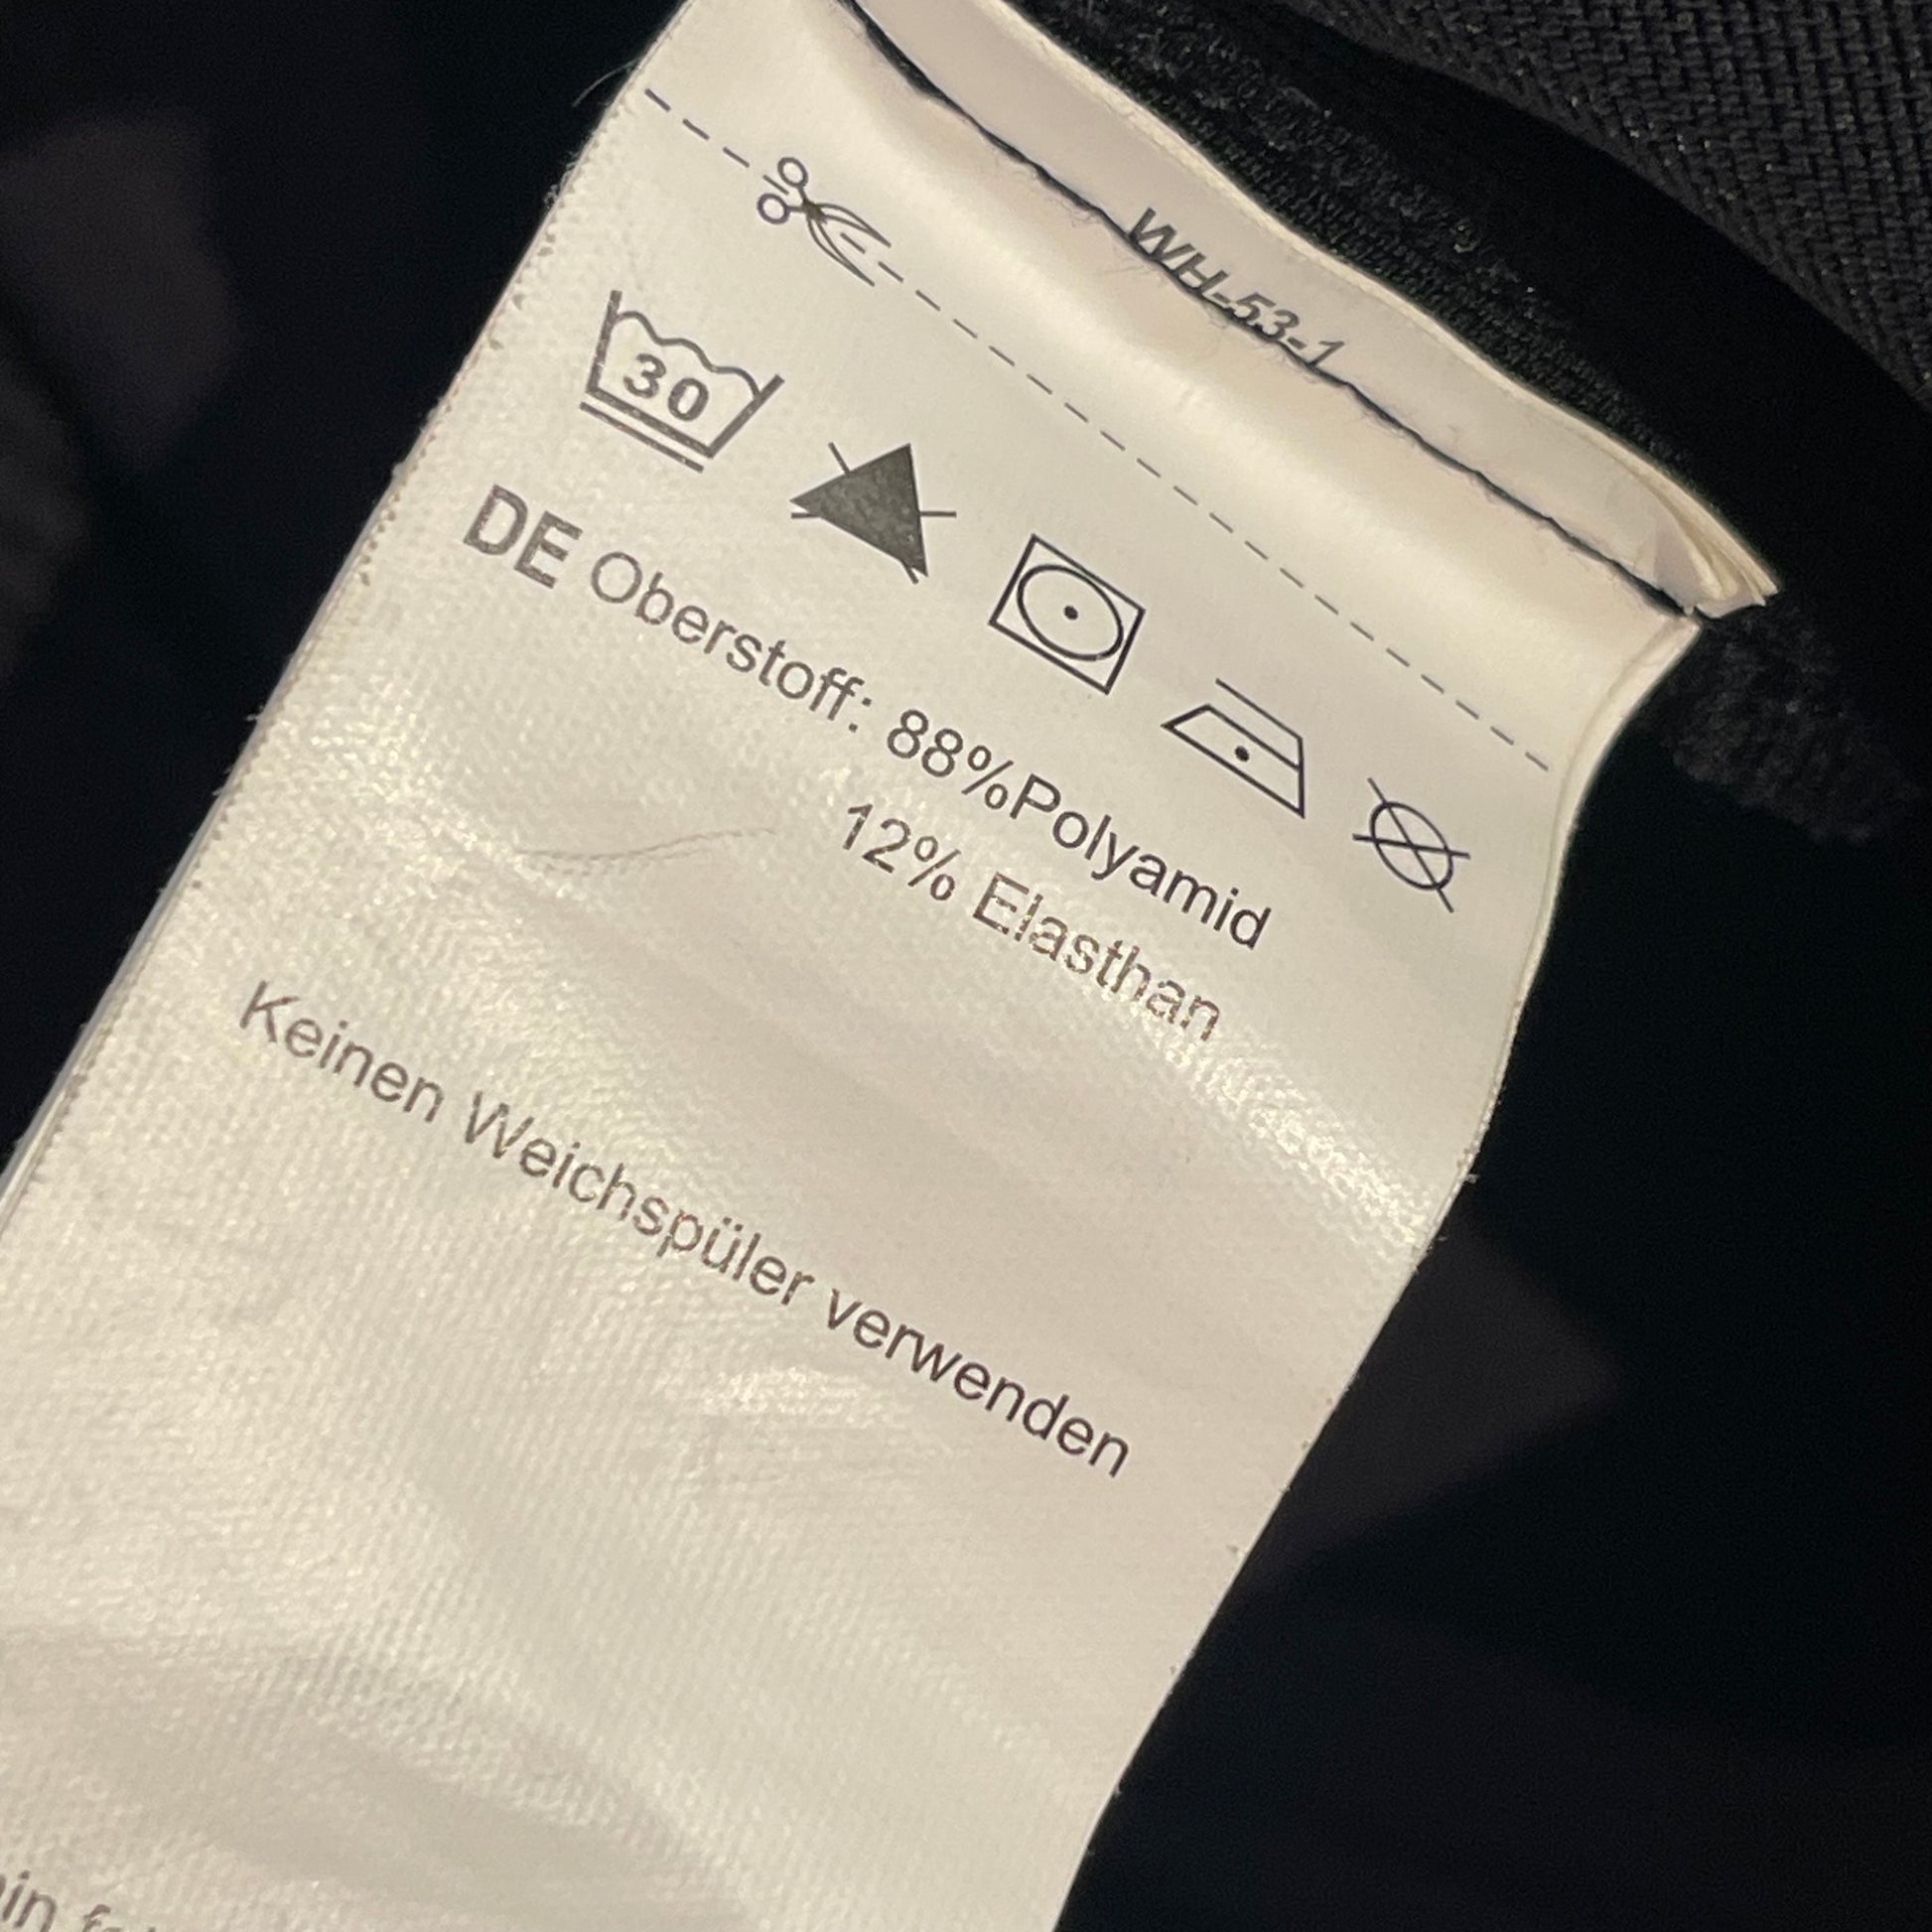 WH-53-1
30
DE Oberstoff: 88%Polyamid
12% Elasthan
Keinen Weichspüler verwenden